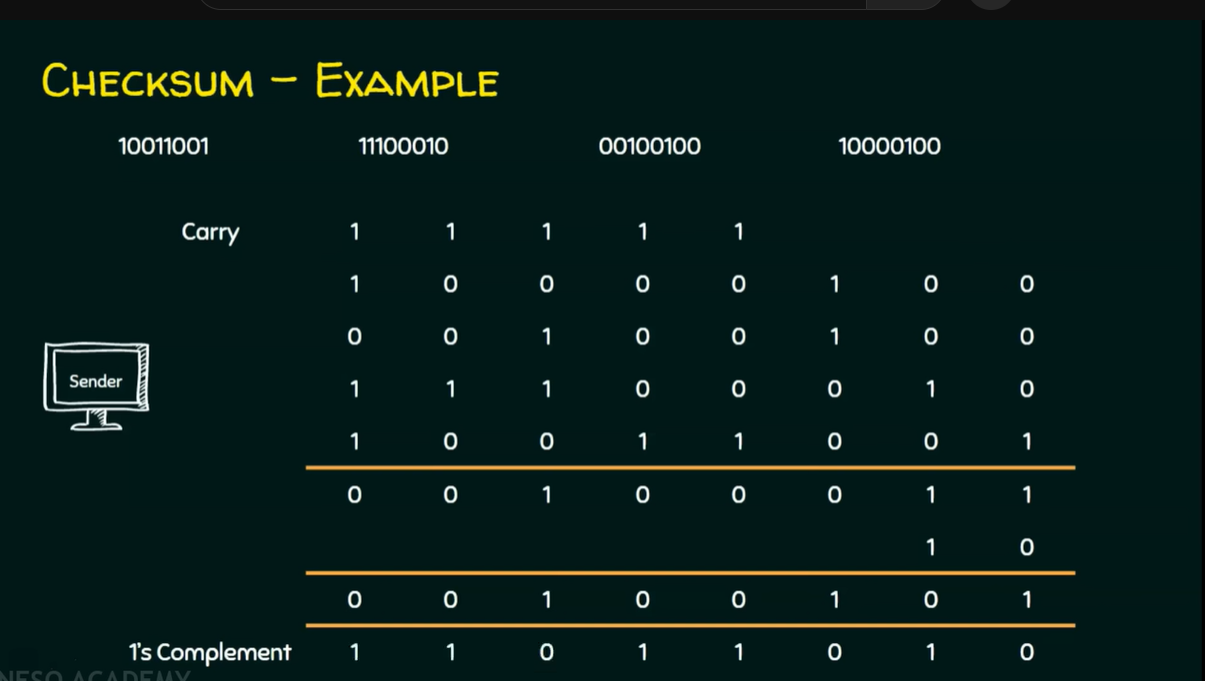 CHECKSUM – EXAMPLE
10011001 11100010 00100100 10000100
Carry 1 1 1 1 1
1 0 0 0 0 1 0 0
0 0 1 0 0 1 0 0
Sender
1 1 1 0 0 0 1 0
1 0 0 1 1 0 0 1
0 0 1 0 0 0 1 1
1 0
0 0 1 0 0 1 0 1
1's Complement 1 1 0 1 1 0 1 0
NESO ACADEMY